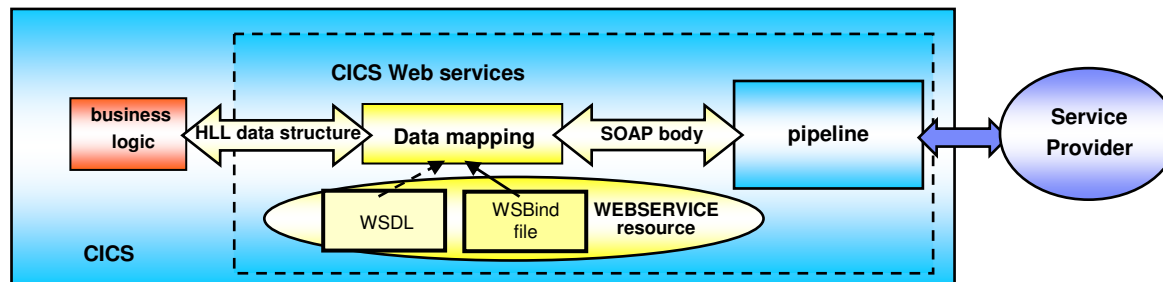 CICS Web services
business
logic
HLL data structure
Data mapping
SOAP body
pipeline
Service
Provider
WSDL
WSBind
file
WEBSERVICE
resource
CICS